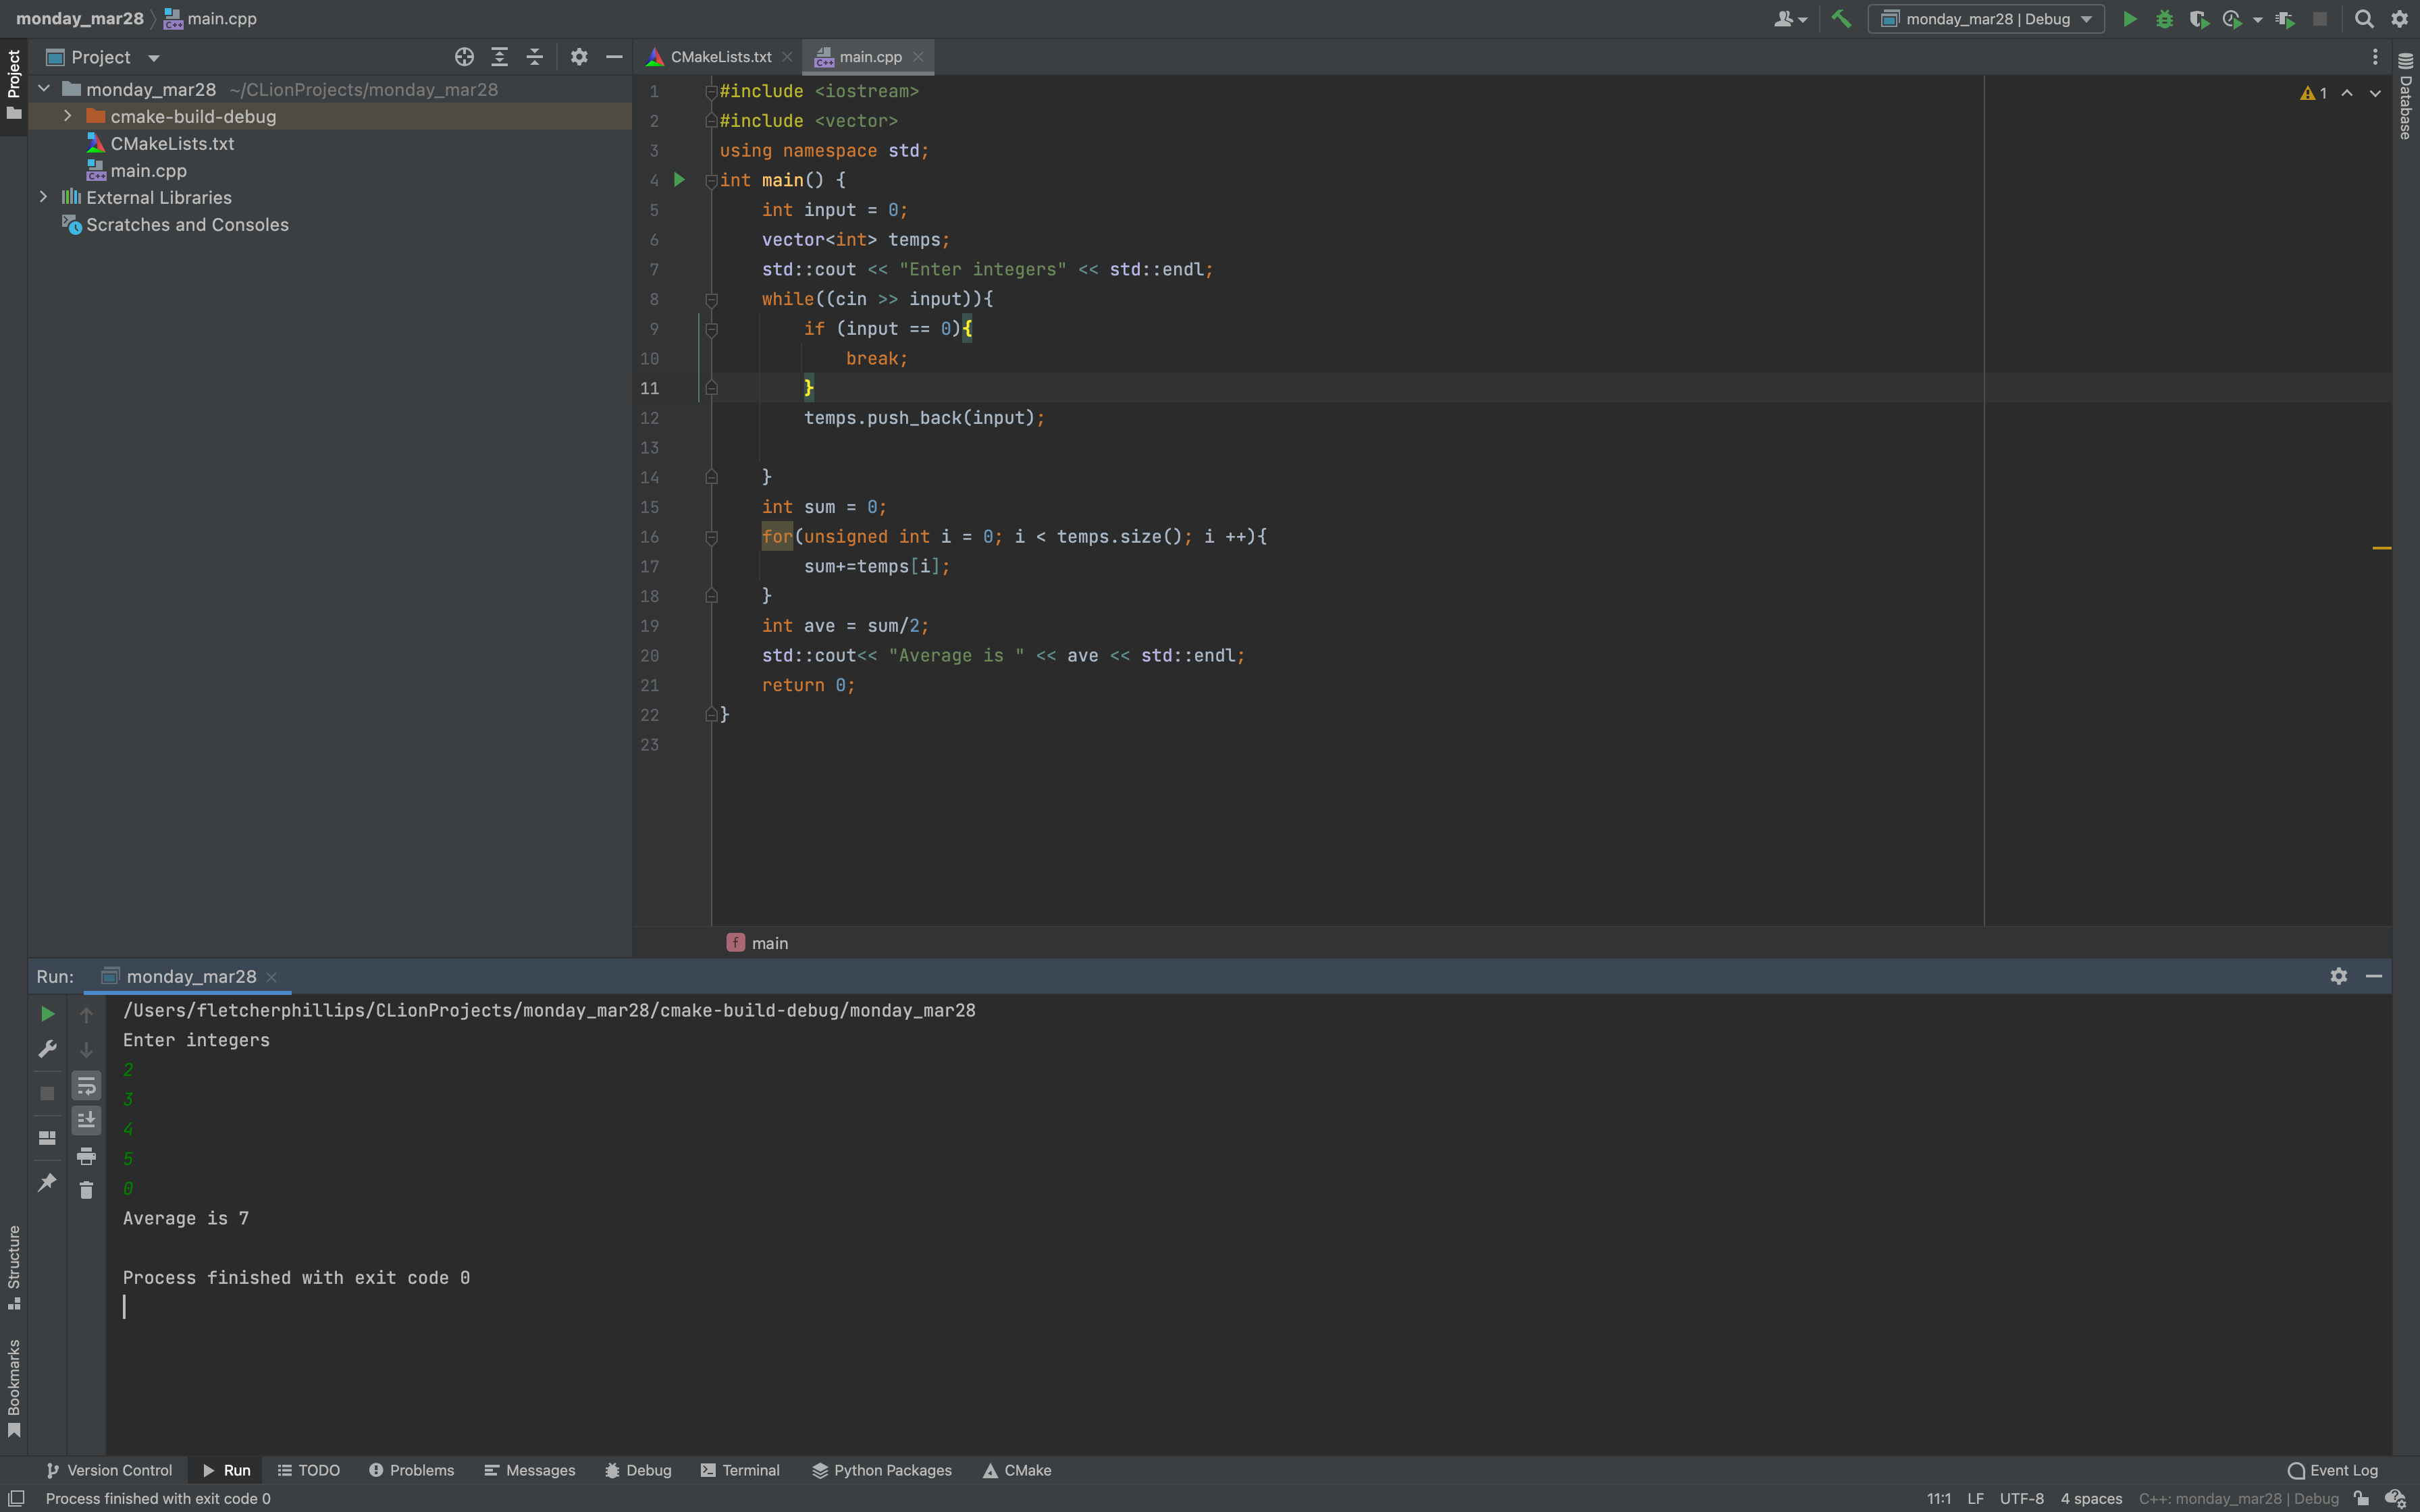 monday_mar28 main.cpp
monday_mar28 | Debug
Project
Project
CMakeLists.txt main.cpp
monday_mar28 ~/CLionProjects/monday_mar28
cmake-build-debug
CMakeLists.txt
main.cpp
External Libraries
Scratches and Consoles
1 #include <iostream>
2 #include <vector>
3 using namespace std;
4 int main() {
5 int input = 0;
6 vector<int> temps;
7 std::cout << "Enter integers" << std::endl;
8 while((cin >> input)){
9 if (input == 0){
10 break;
11 }
12 temps.push_back(input);
13
14 }
15 int sum = 0;
16 for(unsigned int i = 0; i < temps.size(); i ++){
17 sum+=temps[i];
18 }
19 int ave = sum/2;
20 std::cout<< "Average is " << ave << std::endl;
21 return 0;
22 }
23
1
Database
f main
Run: monday_mar28
/Users/fletcherphillips/CLionProjects/monday_mar28/cmake-build-debug/monday_mar28
Enter integers
2
3
4
5
0
Average is 7
Process finished with exit code 0
Structure
Bookmarks
Version Control Run TODO Problems Messages Debug Terminal Python Packages CMake Event Log
Process finished with exit code 0 11:1 LF UTF-8 4 spaces C++: monday_mar28 | Debug